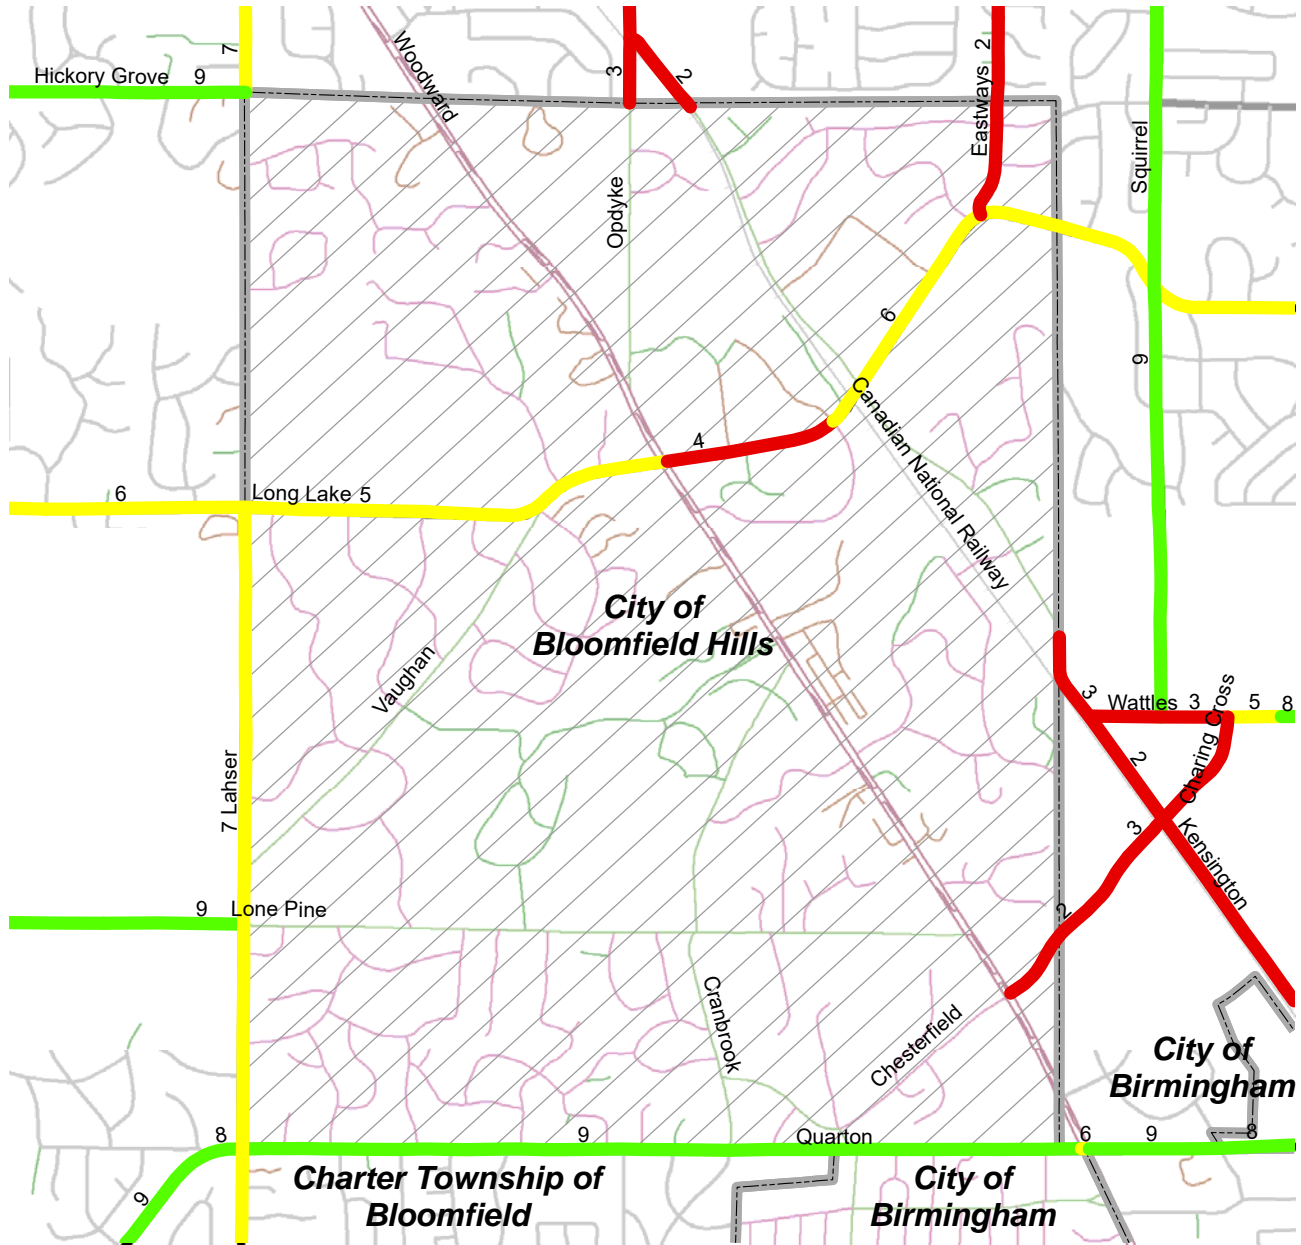 7
Woodward
3
2
Eastways 2
Hickory Grove 9
Squirrel
Opdyke
6
9
Canadian National Railway
4
6
Long Lake 5
City of
Bloomfield Hills
Vaughan
3
Wattles 3
5
8
Charing Cross
2
7 Lahser
3
Kensington
9 Lone Pine
2
Cranbrook
Chesterfield
City of
Birmingham
8
9
Quarton
6
9
8
9
Charter Township of
Bloomfield
City of
Birmingham